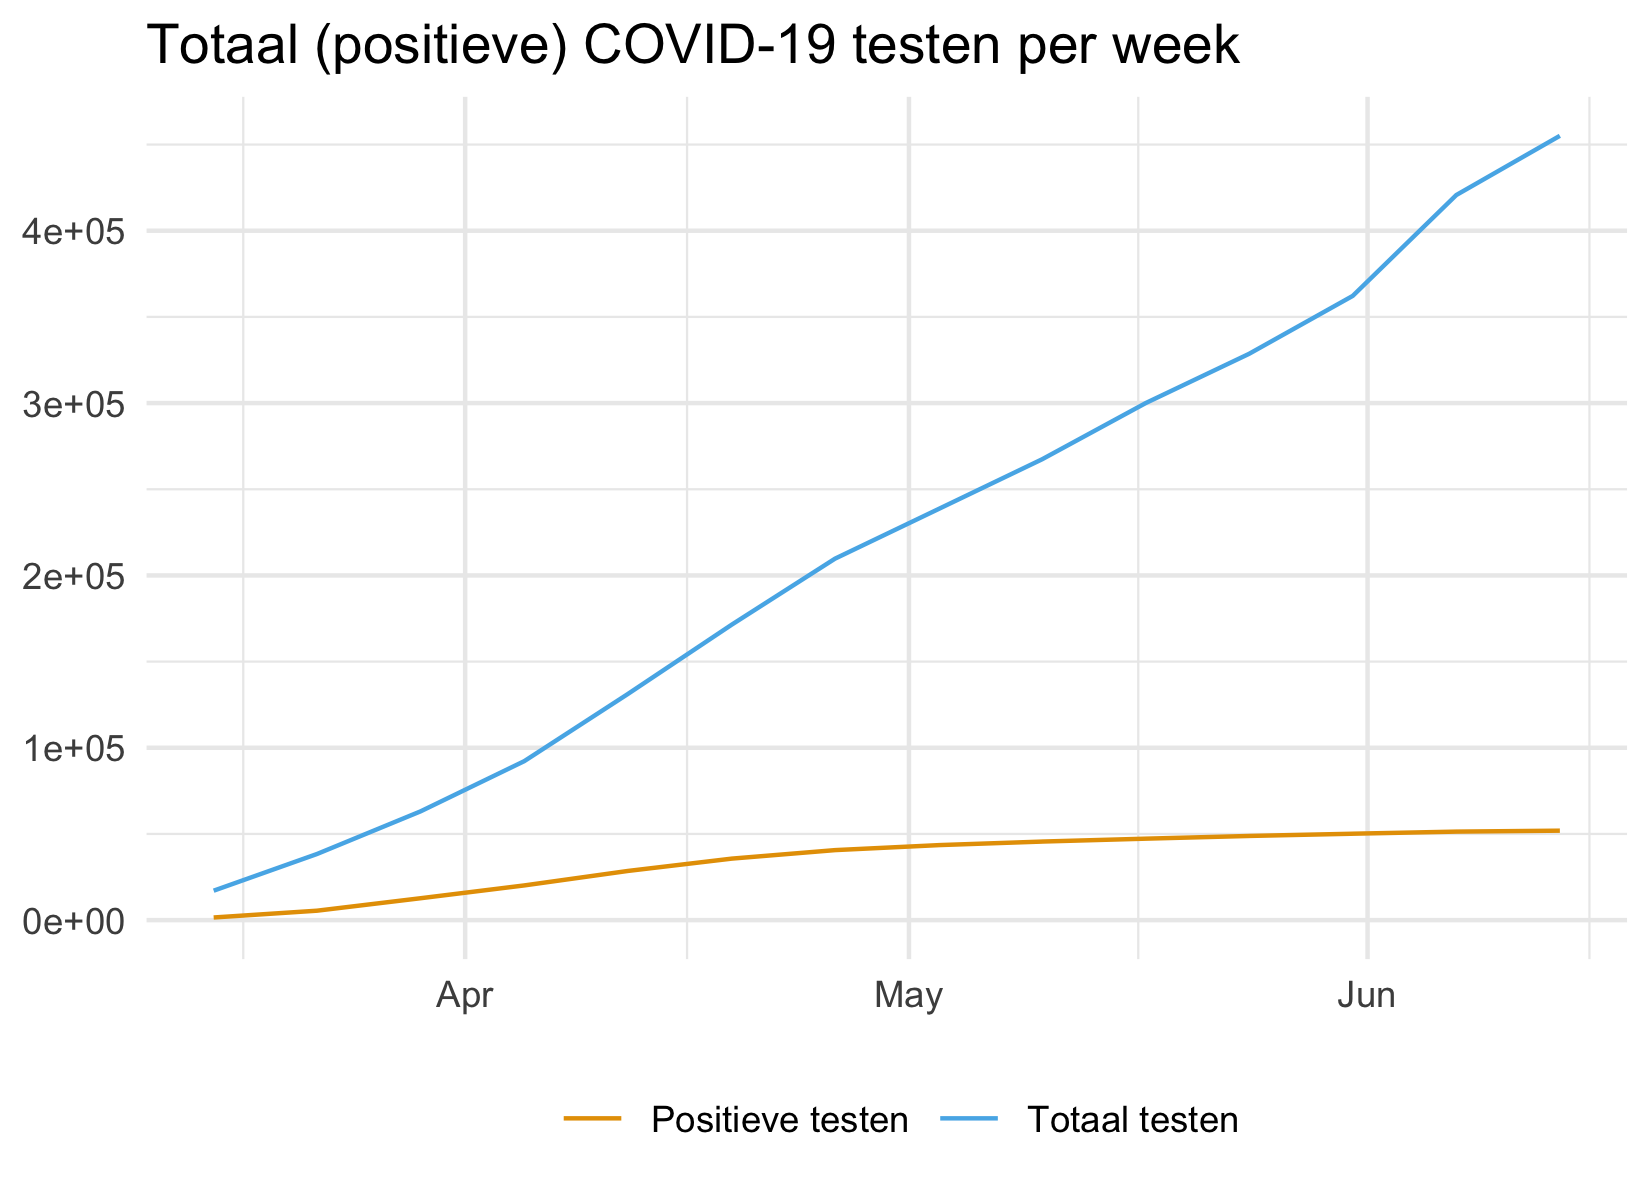 Totaal (positieve) COVID-19 testen per week
4e+05
3e+05
2e+05
1e+05
0e+00
Apr May Jun
Positieve testen Totaal testen